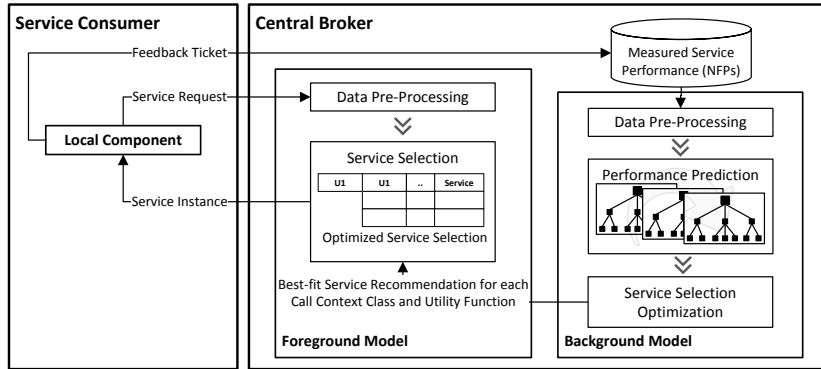 Service Consumer
Central Broker
Feedback Ticket
Measured Service
Performance (NFPs)
Service Request
Data Pre-Processing
Data Pre-Processing
Local Component
Service Selection
U1 U1 .. Service
Service Instance
Optimized Service Selection
Performance Prediction
Best-fit Service Recommendation for each
Call Context Class and Utility Function
Service Selection
Optimization
Foreground Model
Background Model